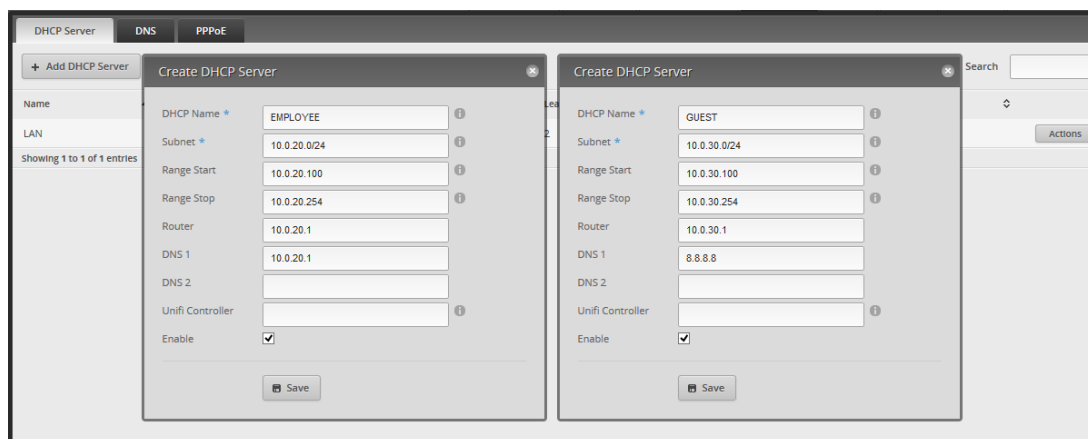 DHCP Server DNS PPPoE
+ Add DHCP Server
Search
Name
LAN
2
Actions
Showing 1 to 1 of 1 entries
Create DHCP Server
DHCP Name * EMPLOYEE
Subnet * 10.0.20.0/24
Range Start 10.0.20.100
Range Stop 10.0.20.254
Router 10.0.20.1
DNS 1 10.0.20.1
DNS 2
Unifi Controller
Enable
Save
Create DHCP Server
DHCP Name * GUEST
Subnet * 10.0.30.0/24
Range Start 10.0.30.100
Range Stop 10.0.30.254
Router 10.0.30.1
DNS 1 8.8.8.8
DNS 2
Unifi Controller
Enable
Save